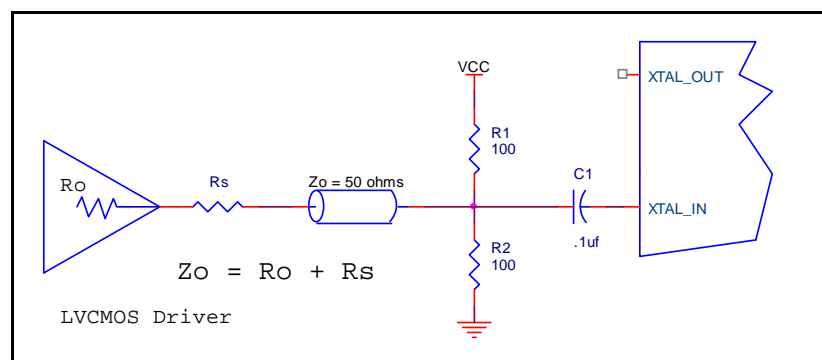 VCC
XTAL_OUT
R1
100
Ro
Rs
Zo = 50 ohms
C1
XTAL_IN
.1uf
R2
100
Zo = Ro + Rs
LVCMOS Driver